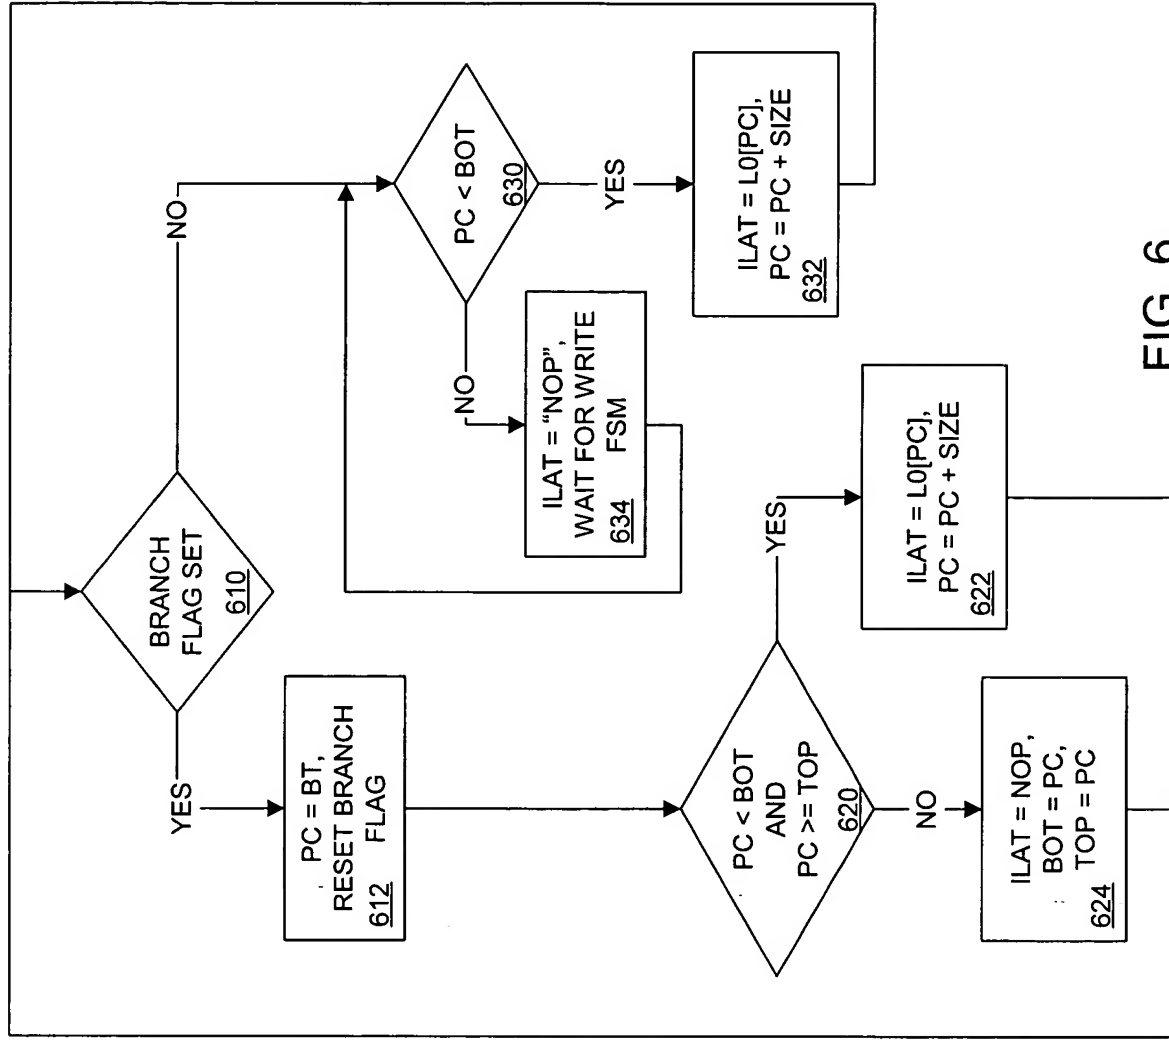 BRANCH
FLAG SET
610
YES
NO
PC = BT,
RESET BRANCH
FLAG
612
PC < BOT
630
NO
YES
ILAT = "NOP",
WAIT FOR WRITE
FSM
634
ILAT = L0[PC],
PC = PC + SIZE
632
PC < BOT
AND
PC >= TOP
620
YES
NO
ILAT = L0[PC],
PC = PC + SIZE
622
ILAT = NOP,
BOT = PC,
TOP = PC
624
FIG. 6